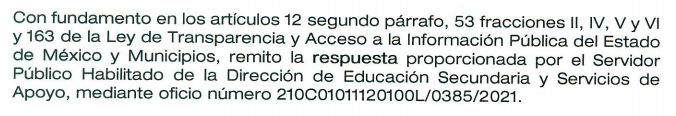 Con fundamento en los artículos 12 segundo párrafo, 53 fracciones II, IV, V y VI
y 163 de la Ley de Transparencia y Acceso a la Información Pública del Estado
de México y Municipios, remito la respuesta proporcionada por el Servidor
Público Habilitado de la Dirección de Educación Secundaria y Servicios de
Apoyo, mediante oficio número 210C01011120100L/0385/2021.